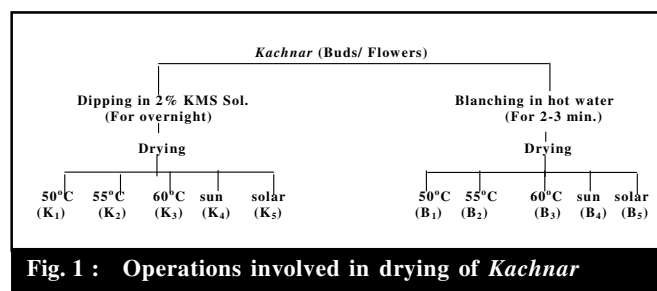 Kachnar (Buds/ Flowers)
Dipping in 2% KMS Sol. Blanching in hot water
(For overnight) (For 2-3 min.)
Drying Drying
50°C 55°C 60°C sun solar 50°C 55°C 60°C sun solar
(K₁) (K₂) (K₃) (K₄) (K₅) (B₁) (B₂) (B₃) (B₄) (B₅)
Fig. 1 : Operations involved in drying of Kachnar